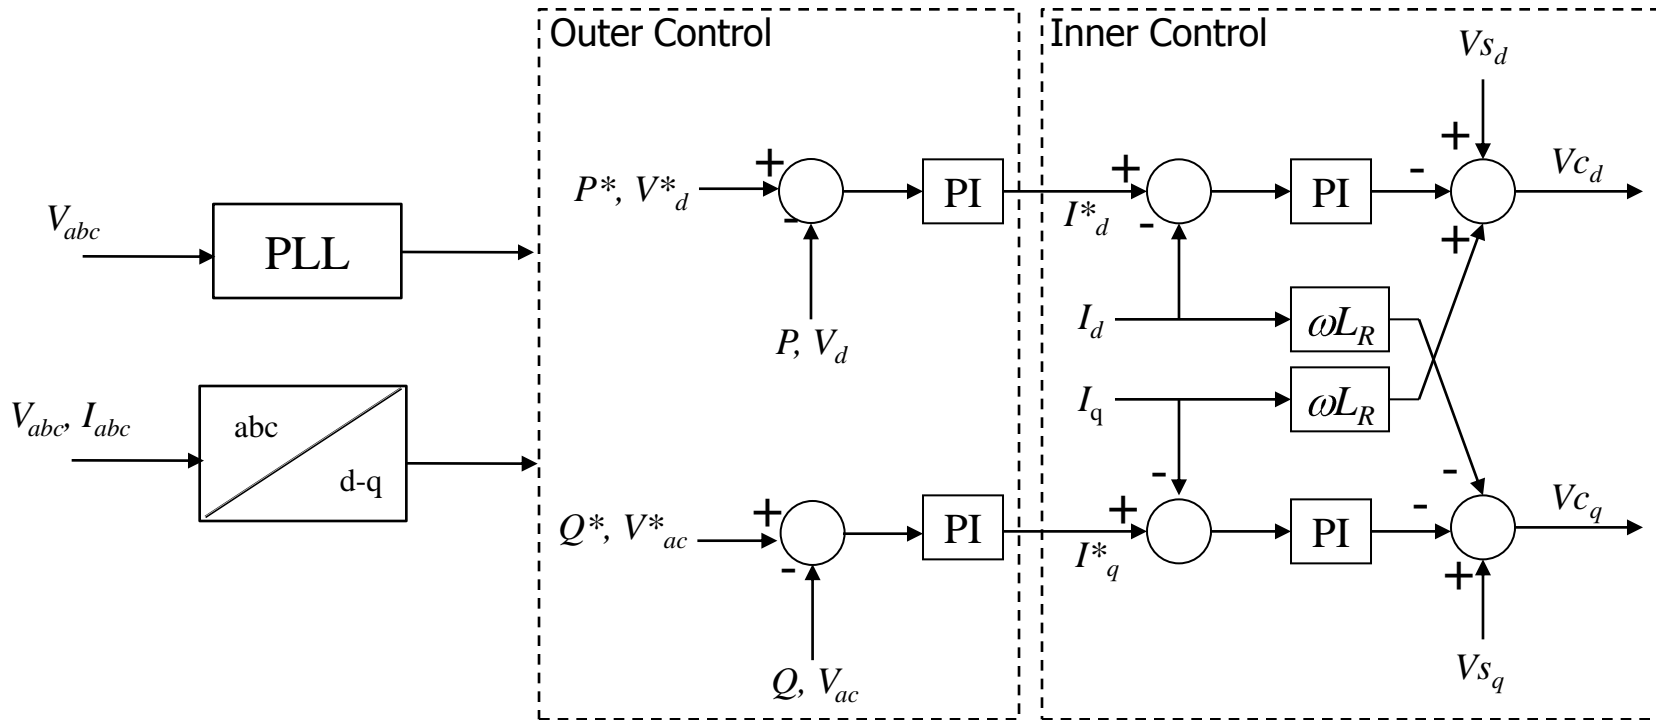 Outer Control
Inner Control
Vs_d
+
+
+
-
Vc_d
P*, V*_d
PI
PI
-
I*_d
-
V_abc
PLL
+
I_d
ωL_R
P, V_d
I_q
ωL_R
V_abc, I_abc
abc
d-q
-
-
+
+
-
Vc_q
Q*, V*_ac
PI
PI
-
I*_q
+
Q, V_ac
Vs_q